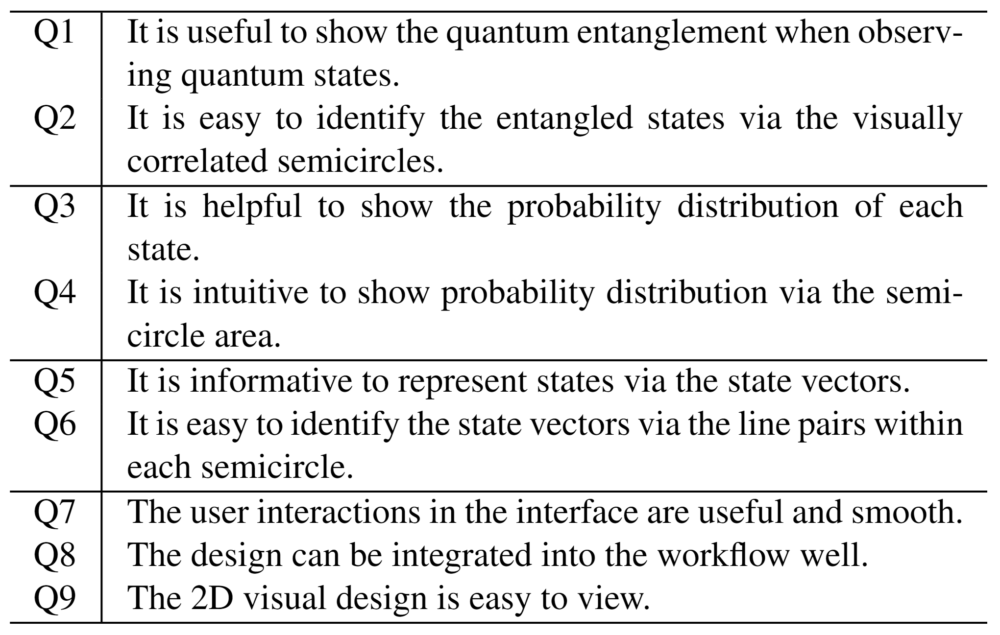 Q1 It is useful to show the quantum entanglement when observ-
ing quantum states.
Q2 It is easy to identify the entangled states via the visually
correlated semicircles.
Q3 It is helpful to show the probability distribution of each
state.
Q4 It is intuitive to show probability distribution via the semi-
circle area.
Q5 It is informative to represent states via the state vectors.
Q6 It is easy to identify the state vectors via the line pairs within
each semicircle.
Q7 The user interactions in the interface are useful and smooth.
Q8 The design can be integrated into the workflow well.
Q9 The 2D visual design is easy to view.